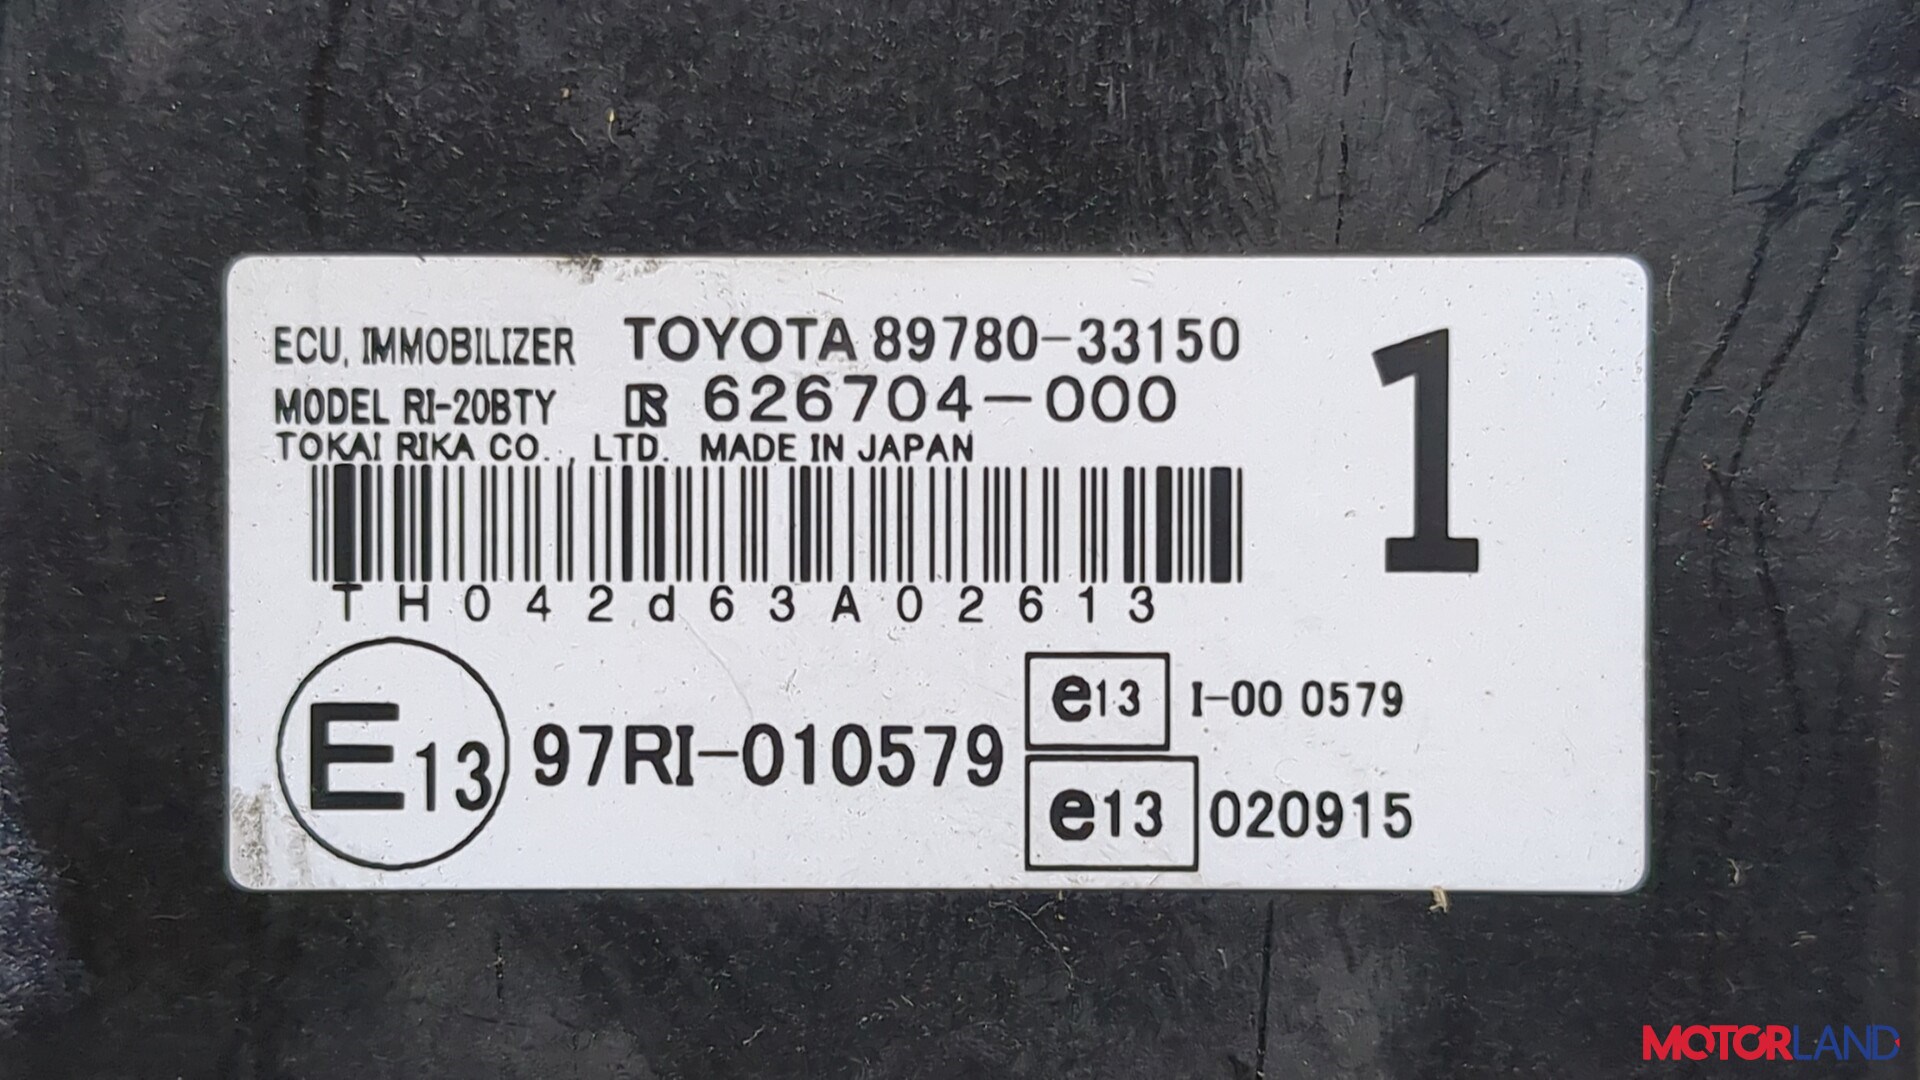 ECU, IMMOBILIZER TOYOTA 89780-33150
MODEL RI-20BTY 626704-000
TOKAI RIKA CO., LTD. MADE IN JAPAN
1
TH042d63A02613
E13 97RI-010579
e13 I-00 0579
e13 020915
MOTORLAND